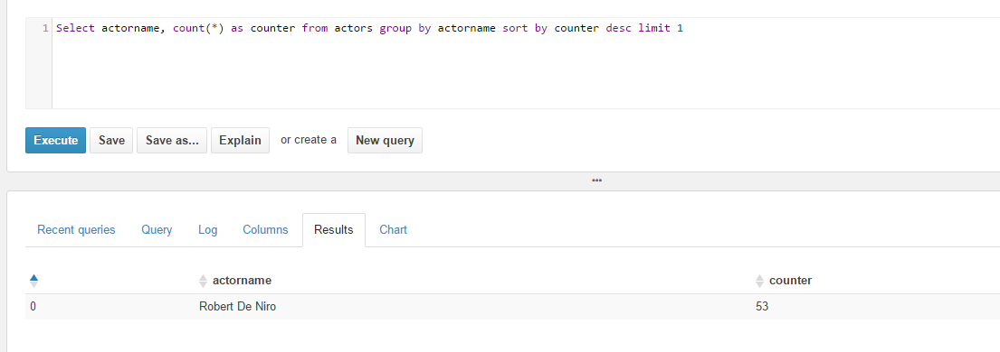 1 Select actorname, count(*) as counter from actors group by actorname sort by counter desc limit 1
Execute Save Save as... Explain or create a New query
Recent queries Query Log Columns Results Chart
actorname counter
0 Robert De Niro 53